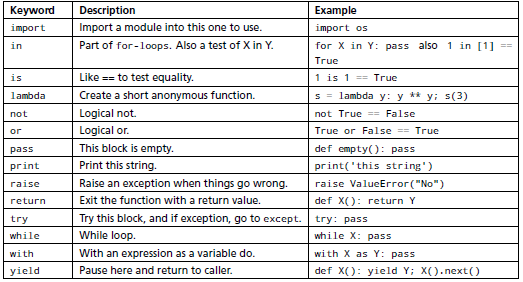 Keyword Description Example
import Import a module into this one to use. import os
in Part of for-loops. Also a test of X in Y. for X in Y: pass also 1 in [1] ==
True
is Like == to test equality. 1 is 1 == True
lambda Create a short anonymous function. s = lambda y: y ** y; s(3)
not Logical not. not True == False
or Logical or. True or False == True
pass This block is empty. def empty(): pass
print Print this string. print('this string')
raise Raise an exception when things go wrong. raise ValueError("No")
return Exit the function with a return value. def X(): return Y
try Try this block, and if exception, go to except. try: pass
while While loop. while X: pass
with With an expression as a variable do. with X as Y: pass
yield Pause here and return to caller. def X(): yield Y; X().next()